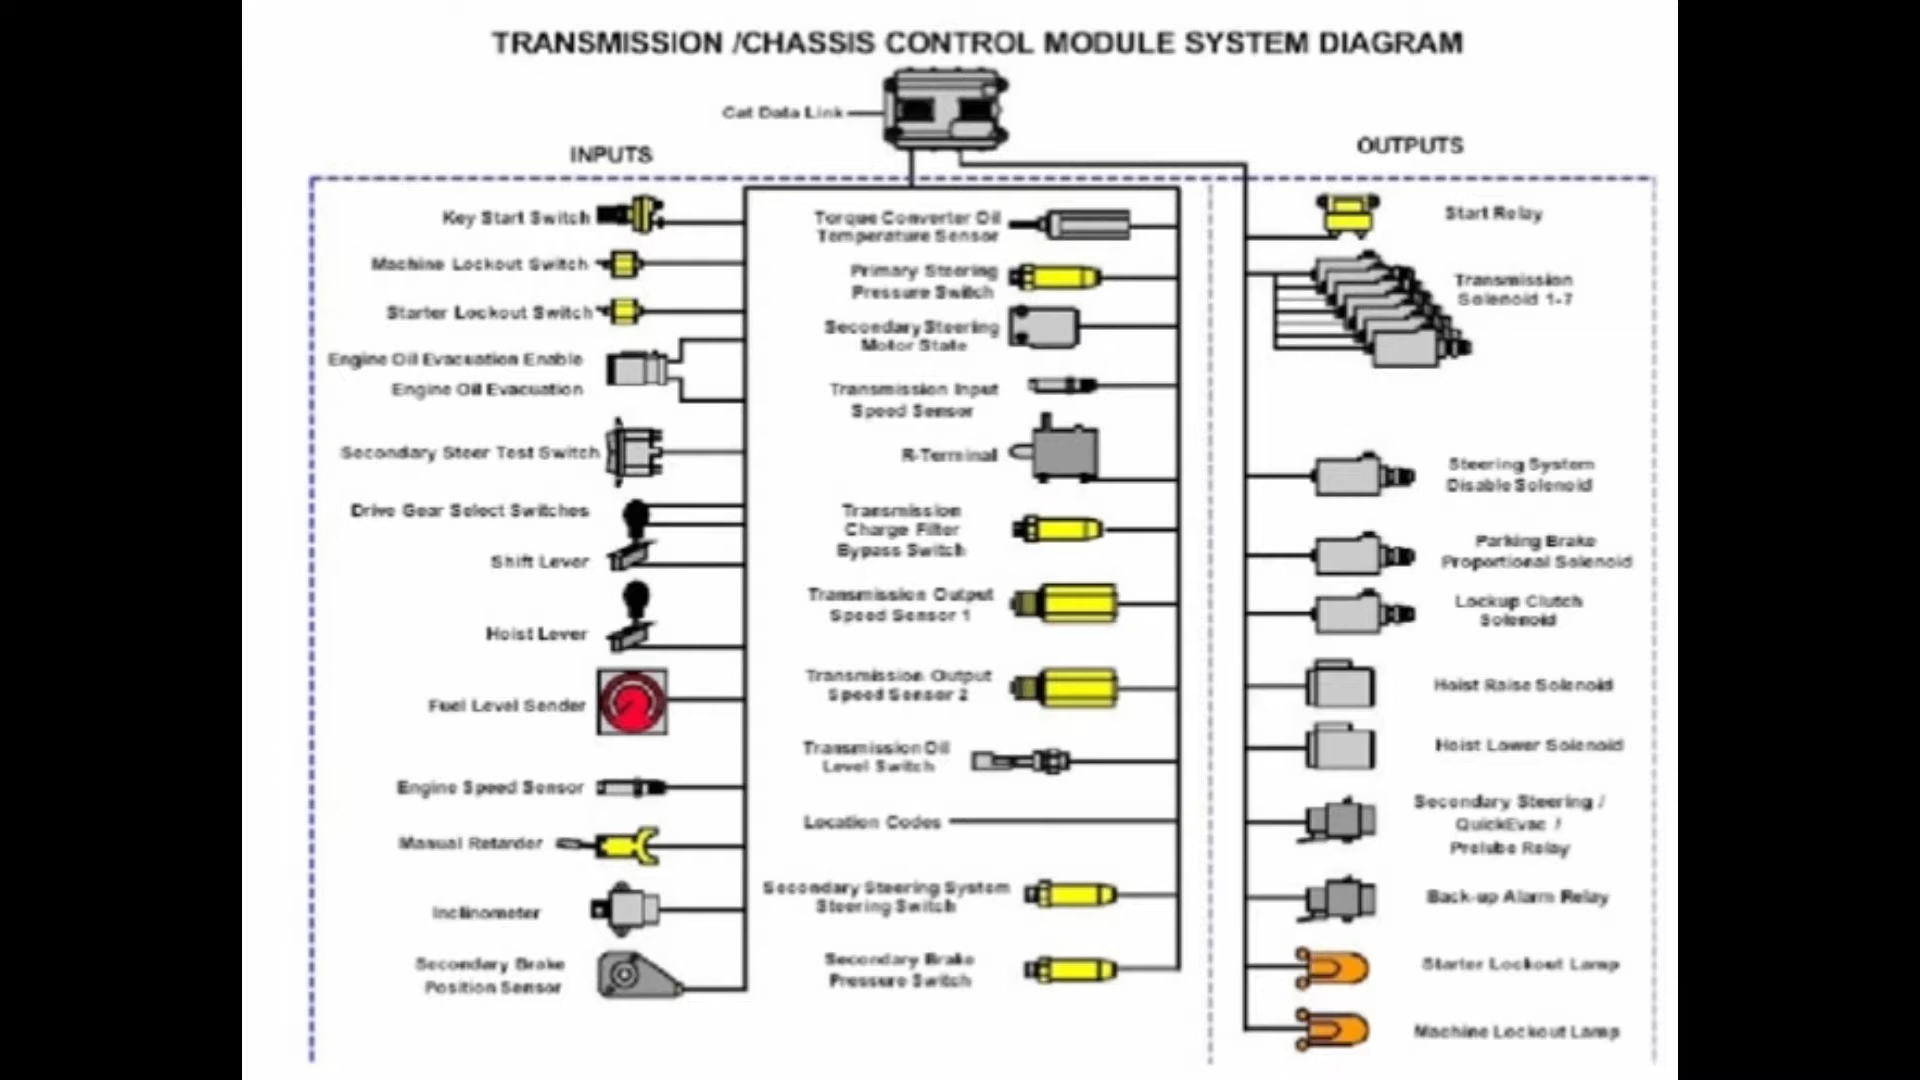 TRANSMISSION /CHASSIS CONTROL MODULE SYSTEM DIAGRAM
Cat Data Link
INPUTS
Key Start Switch
Machine Lockout Switch
Starter Lockout Switch
Engine Oil Evacuation Enable
Engine Oil Evacuation
Secondary Steer Test Switch
Drive Gear Select Switches
Shift Lever
Hoist Lever
Fuel Level Sender
Engine Speed Sensor
Manual Retarder
Inclinometer
Secondary Brake
Position Sensor
Torque Converter Oil
Temperature Sensor
Primary Steering
Pressure Switch
Secondary Steering
Motor State
Transmission Input
Speed Sensor
R-Terminal
Transmission
Charge Filter
Bypass Switch
Transmission Output
Speed Sensor 1
Transmission Output
Speed Sensor 2
Transmission Oil
Level Switch
Location Codes
Secondary Steering System
Steering Switch
Secondary Brake
Pressure Switch
OUTPUTS
Start Relay
Transmission
Solenoid 1-7
Steering System
Disable Solenoid
Parking Brake
Proportional Solenoid
Lockup Clutch
Solenoid
Hoist Raise Solenoid
Hoist Lower Solenoid
Secondary Steering /
QuickEvac /
Prelube Relay
Back-up Alarm Relay
Starter Lockout Lamp
Machine Lockout Lamp